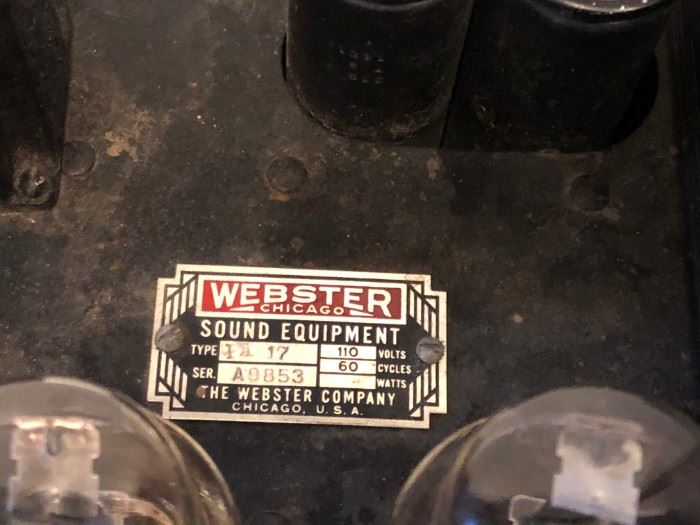 WEBSTER
CHICAGO
SOUND EQUIPMENT
TYPE 17 110 VOLTS
SER. A9853 60 CYCLES
WATTS
THE WEBSTER COMPANY
CHICAGO, U.S.A.